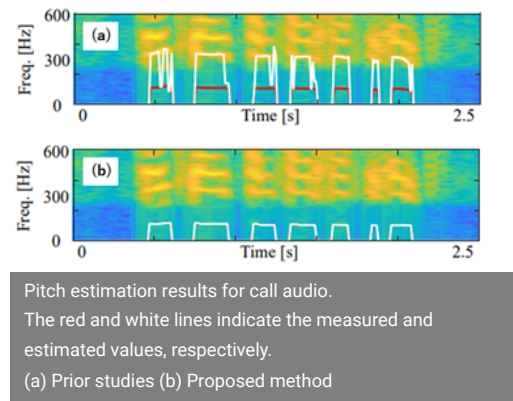 600
(a)
300
Freq. [Hz]
0
0 Time [s] 2.5
600
(b)
300
Freq. [Hz]
0
0 Time [s] 2.5
Pitch estimation results for call audio.
The red and white lines indicate the measured and
estimated values, respectively.
(a) Prior studies (b) Proposed method